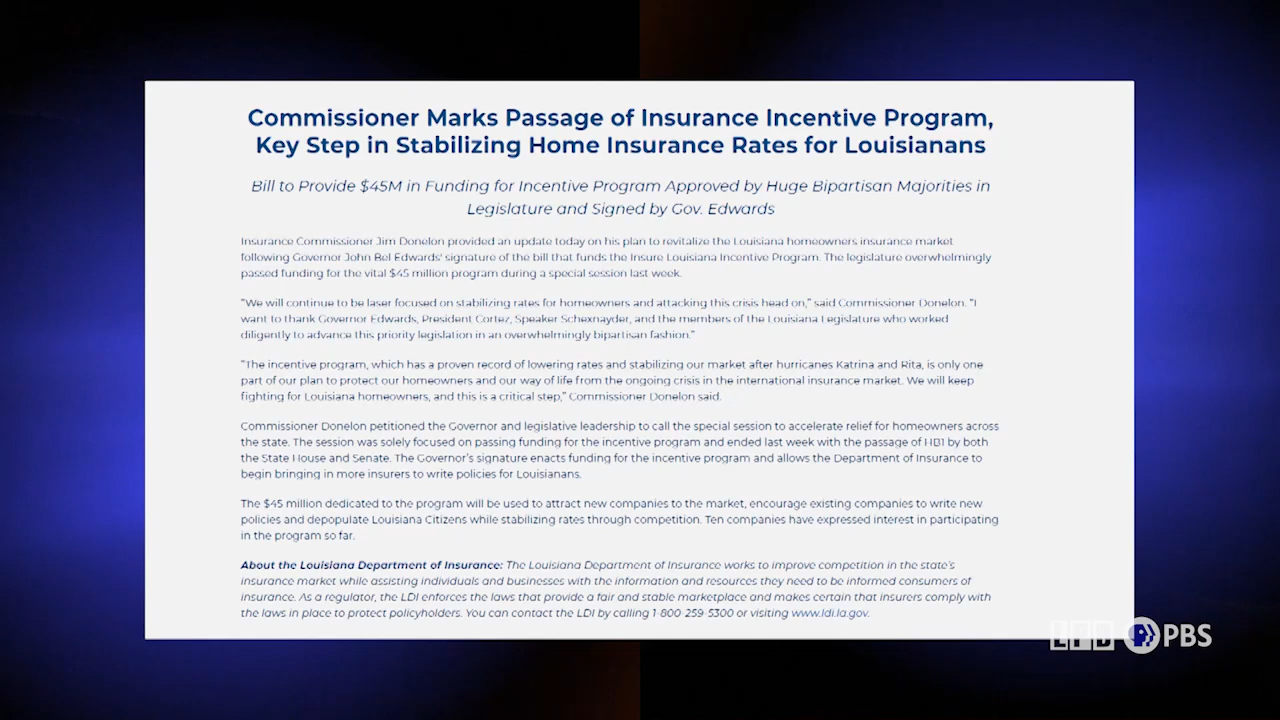 Commissioner Marks Passage of Insurance Incentive Program,
Key Step in Stabilizing Home Insurance Rates for Louisianans
Bill to Provide $45M in Funding for Incentive Program Approved by Huge Bipartisan Majorities in
Legislature and Signed by Gov. Edwards
Insurance Commissioner Jim Donelon provided an update today on his plan to revitalize the Louisiana homeowners insurance market
following Governor John Bel Edwards' signature of the bill that funds the Insure Louisiana Incentive Program. The legislature overwhelmingly
passed funding for the vital $45 million program during a special session last week.
"We will continue to be laser focused on stabilizing rates for homeowners and attacking this crisis head on," said Commissioner Donelon. "I
want to thank Governor Edwards, President Cortez, Speaker Schexnayder, and the members of the Louisiana Legislature who worked
diligently to advance this priority legislation in an overwhelmingly bipartisan fashion."
"The incentive program, which has a proven record of lowering rates and stabilizing our market after hurricanes Katrina and Rita, is only one
part of our plan to protect our homeowners and our way of life from the ongoing crisis in the international insurance market. We will keep
fighting for Louisiana homeowners, and this is a critical step," Commissioner Donelon said.
Commissioner Donelon petitioned the Governor and legislative leadership to call the special session to accelerate relief for homeowners across
the state. The session was solely focused on passing funding for the incentive program and ended last week with the passage of HB1 by both
the State House and Senate. The Governor's signature enacts funding for the incentive program and allows the Department of Insurance to
begin bringing in more insurers to write policies for Louisianans.
The $45 million dedicated to the program will be used to attract new companies to the market, encourage existing companies to write new
policies and depopulate Louisiana Citizens while stabilizing rates through competition. Ten companies have expressed interest in participating
in the program so far.
About the Louisiana Department of Insurance: The Louisiana Department of Insurance works to improve competition in the state's
insurance market while assisting individuals and businesses with the information and resources they need to be informed consumers of
insurance. As a regulator, the LDI enforces the laws that provide a fair and stable marketplace and makes certain that insurers comply with
the laws in place to protect policyholders. You can contact the LDI by calling 1-800-259-5300 or visiting www.ldi.la.gov.
LPB PBS